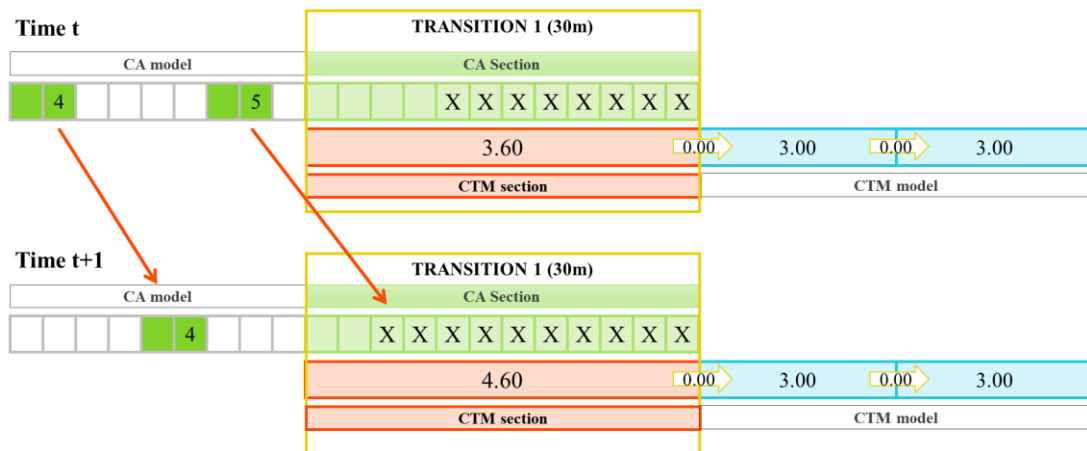 Time t
TRANSITION 1 (30m)
CA model
CA Section
4 5 X X X X X X X X
3.60 0.00 3.00 0.00 3.00
CTM section CTM model
Time t+1
TRANSITION 1 (30m)
CA model
CA Section
4 X X X X X X X X X X
4.60 0.00 3.00 0.00 3.00
CTM section CTM model